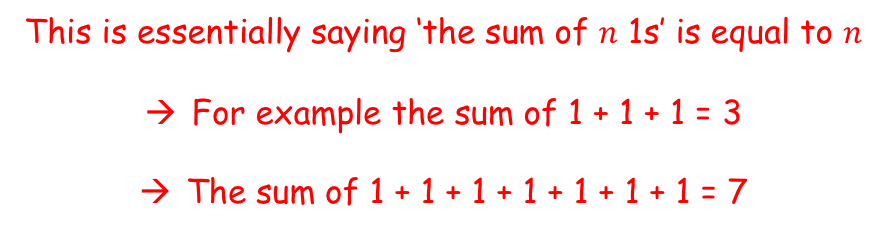 This is essentially saying 'the sum of n 1s' is equal to n
→ For example the sum of 1 + 1 + 1 = 3
→ The sum of 1 + 1 + 1 + 1 + 1 + 1 + 1 = 7